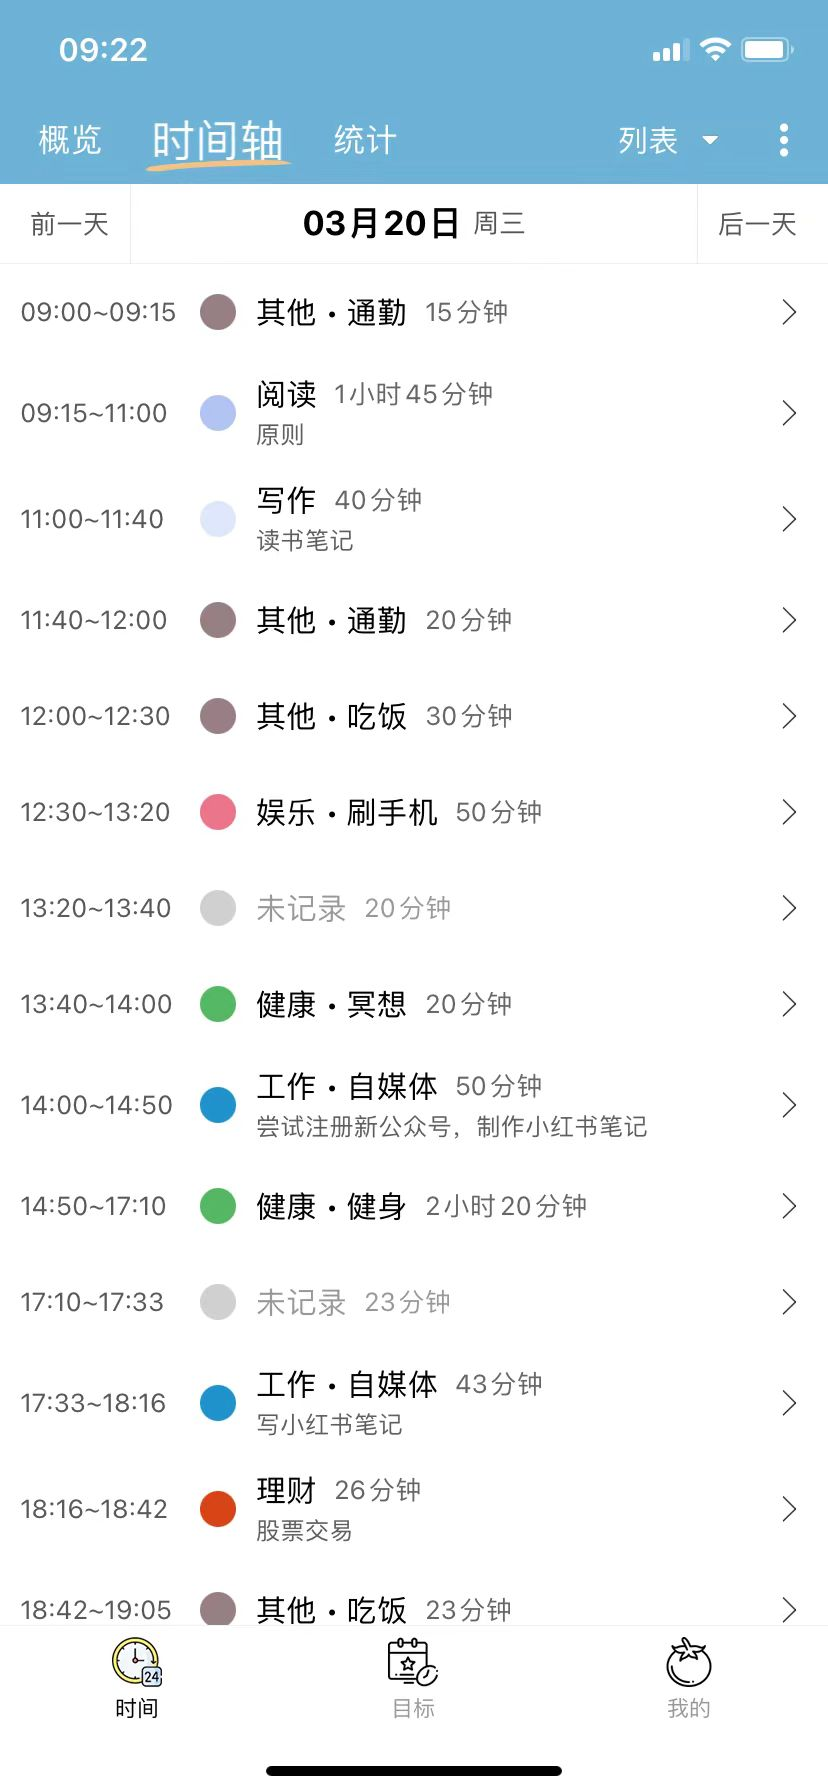 09:22
概览 时间轴 统计 列表
前一天 03月20日 周三 后一天
09:00~09:15 其他・通勤 15分钟
09:15~11:00 阅读 1小时45分钟
原则
11:00~11:40 写作 40分钟
读书笔记
11:40~12:00 其他・通勤 20分钟
12:00~12:30 其他・吃饭 30分钟
12:30~13:20 娱乐・刷手机 50分钟
13:20~13:40 未记录 20分钟
13:40~14:00 健康・冥想 20分钟
14:00~14:50 工作・自媒体 50分钟
尝试注册新公众号，制作小红书笔记
14:50~17:10 健康・健身 2小时20分钟
17:10~17:33 未记录 23分钟
17:33~18:16 工作・自媒体 43分钟
写小红书笔记
18:16~18:42 理财 26分钟
股票交易
18:42~19:05 其他・吃饭 23分钟
24
时间 目标 我的